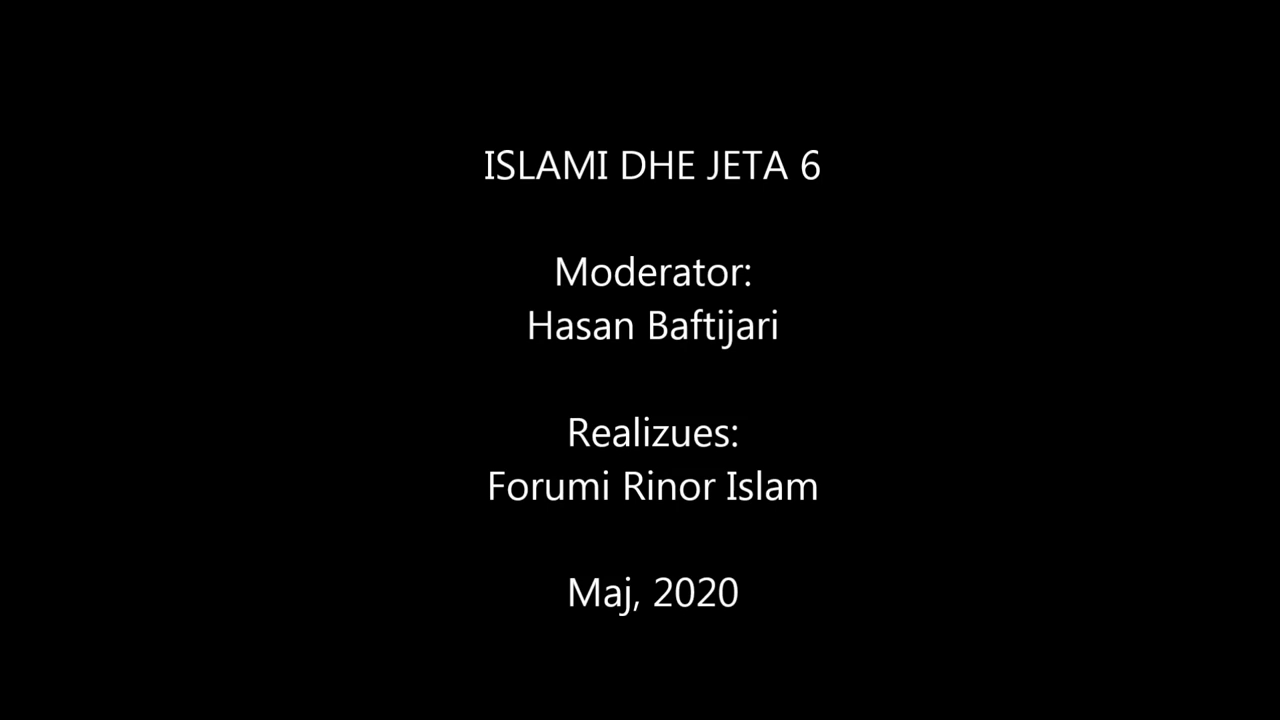 ISLAMI DHE JETA 6
Moderator:
Hasan Baftijari
Realizues:
Forumi Rinor Islam
Maj, 2020